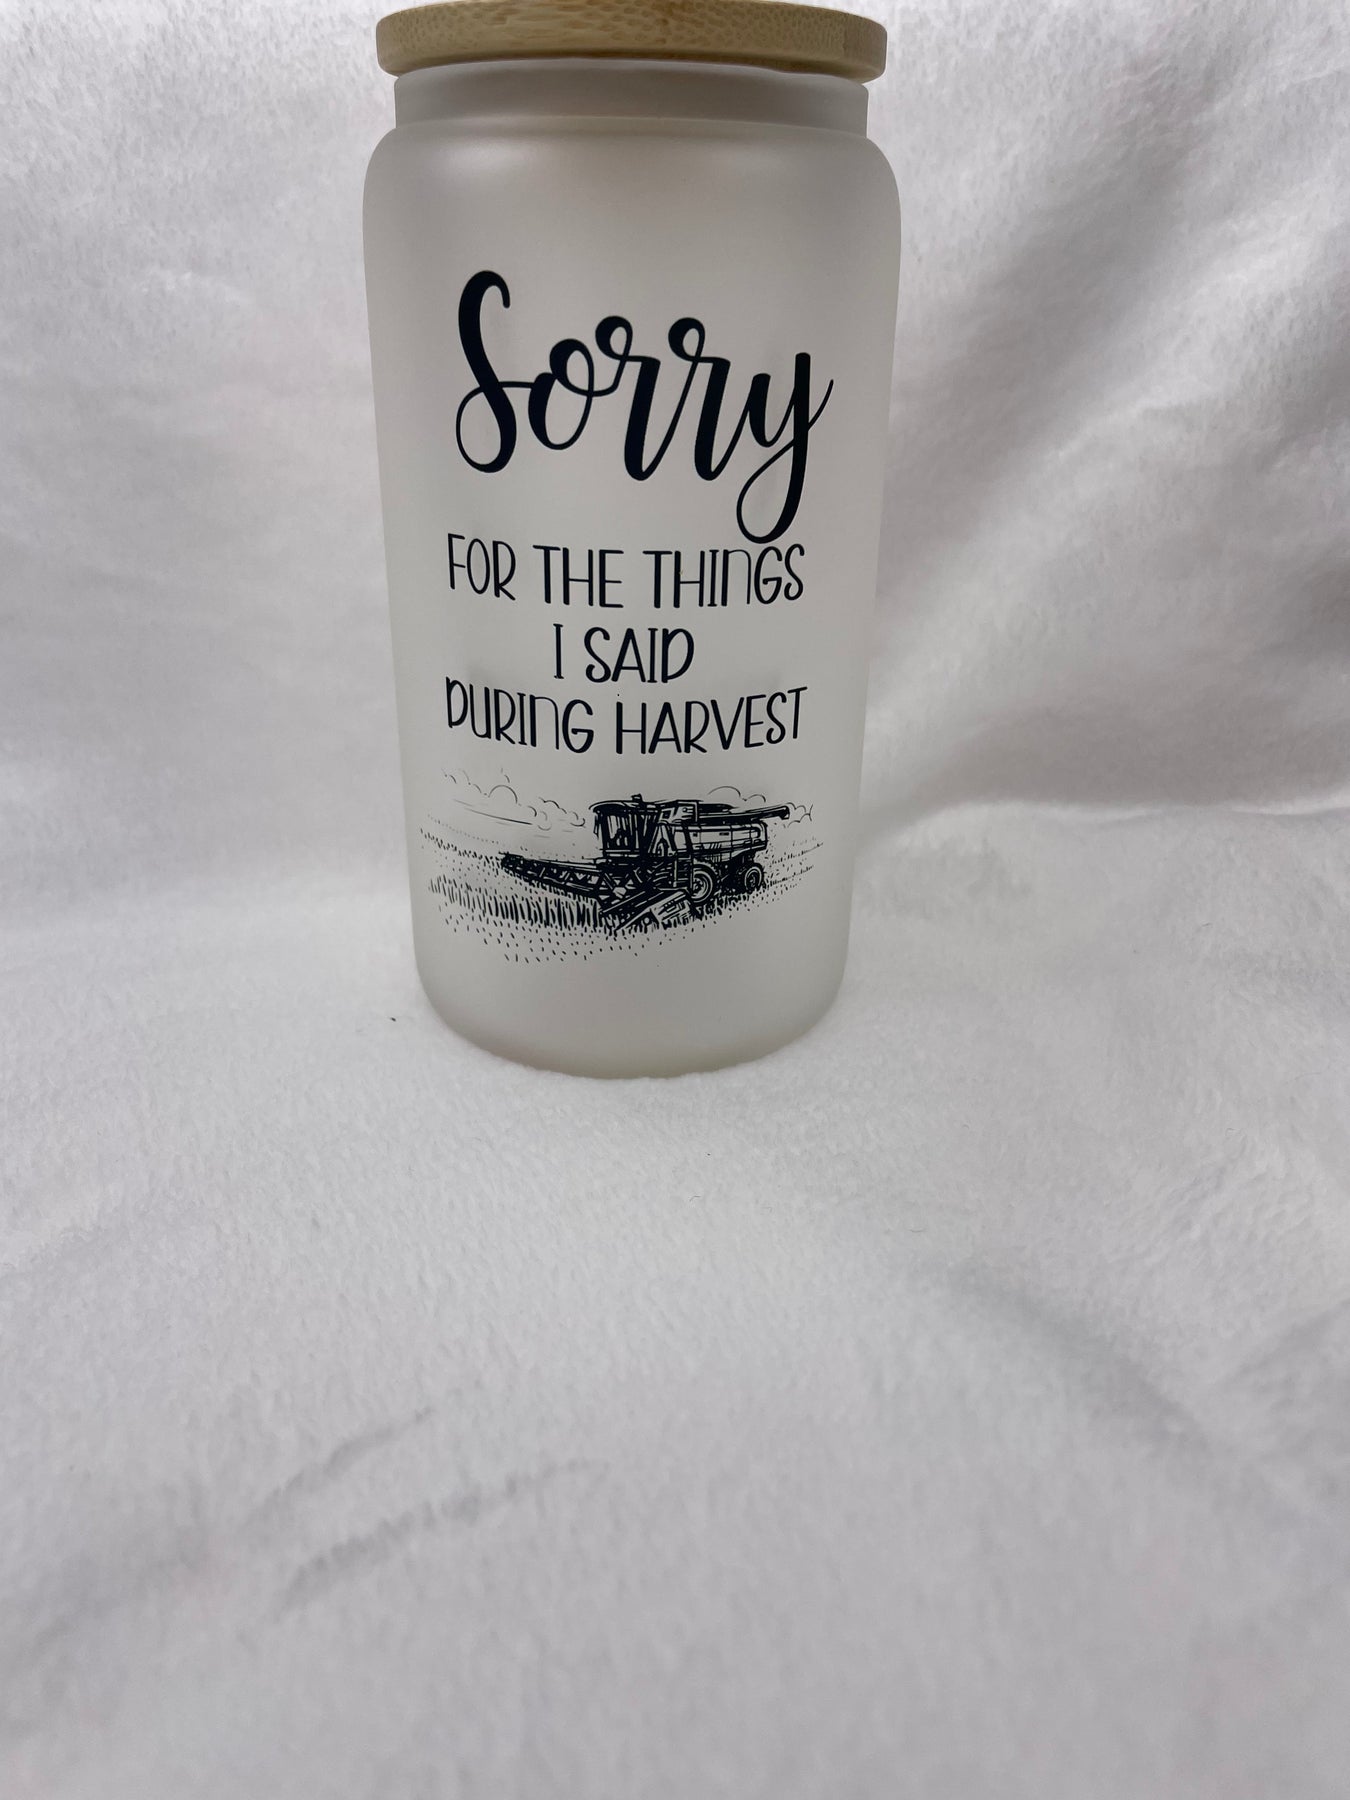 Sorry
FOR THE THINGS
I SAID
DURING HARVEST